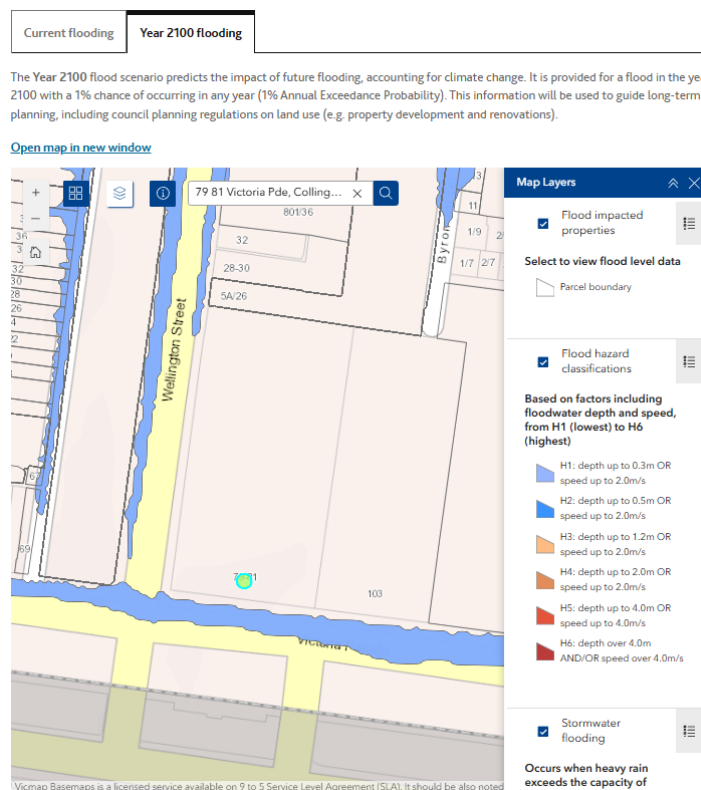 Current flooding
Year 2100 flooding
The Year 2100 flood scenario predicts the impact of future flooding, accounting for climate change. It is provided for a flood in the yea
2100 with a 1% chance of occurring in any year (1% Annual Exceedance Probability). This information will be used to guide long-term
planning, including council planning regulations on land use (e.g. property development and renovations).
Open map in new window
79 81 Victoria Pde, Colling...
Map Layers
Flood impacted
properties
Select to view flood level data
Parcel boundary
Flood hazard
classifications
Based on factors including
floodwater depth and speed,
from H1 (lowest) to H6
(highest)
H1: depth up to 0.3m OR
speed up to 2.0m/s
H2: depth up to 0.5m OR
speed up to 2.0m/s
H3: depth up to 1.2m OR
speed up to 2.0m/s
H4: depth up to 2.0m OR
speed up to 2.0m/s
H5: depth up to 4.0m OR
speed up to 4.0m/s
H6: depth over 4.0m
AND/OR speed over 4.0m/s
Stormwater
flooding
Occurs when heavy rain
exceeds the capacity of
801/36
32
28-30
5A/26
Wellington Street
Byron
11
1/9
1/7 2/7
36
32
30
28
26
67
69
103
Vicmap Basemaps is a licensed service available on 9 to 5 Service Level Agreement (SLA). It should be also noted